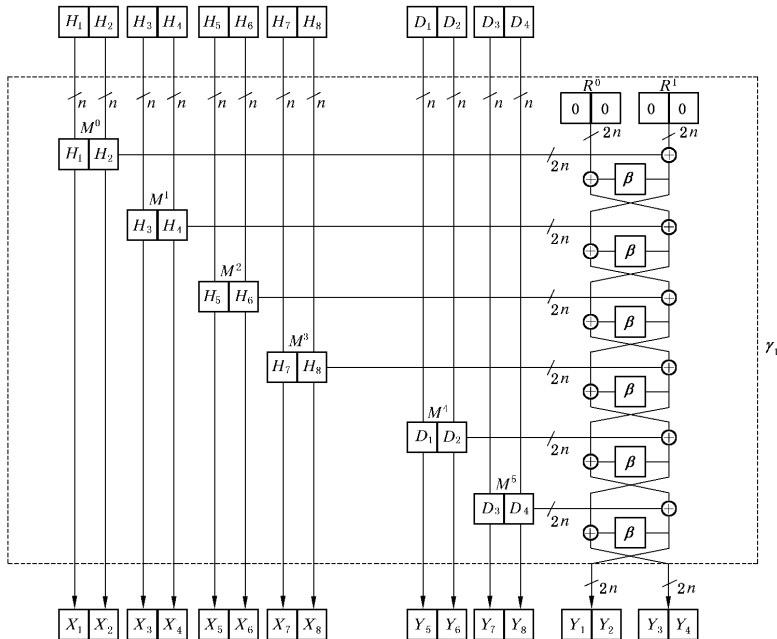 H₁ H₂ H₃ H₄ H₅ H₆ H₇ H₈ D₁ D₂ D₃ D₄
n n n n n n n n n n n n
R⁰ R¹
0 0 0 0
2n 2n
M⁰
H₁ H₂ 2n
β
M¹
H₃ H₄ 2n
β
M²
H₅ H₆ 2n
β
M³
H₇ H₈ 2n
γ₁
β
M⁴
D₁ D₂ 2n
β
M⁵
D₃ D₄ 2n
β
2n 2n
X₁ X₂ X₃ X₄ X₅ X₆ X₇ X₈ Y₅ Y₆ Y₇ Y₈ Y₁ Y₂ Y₃ Y₄